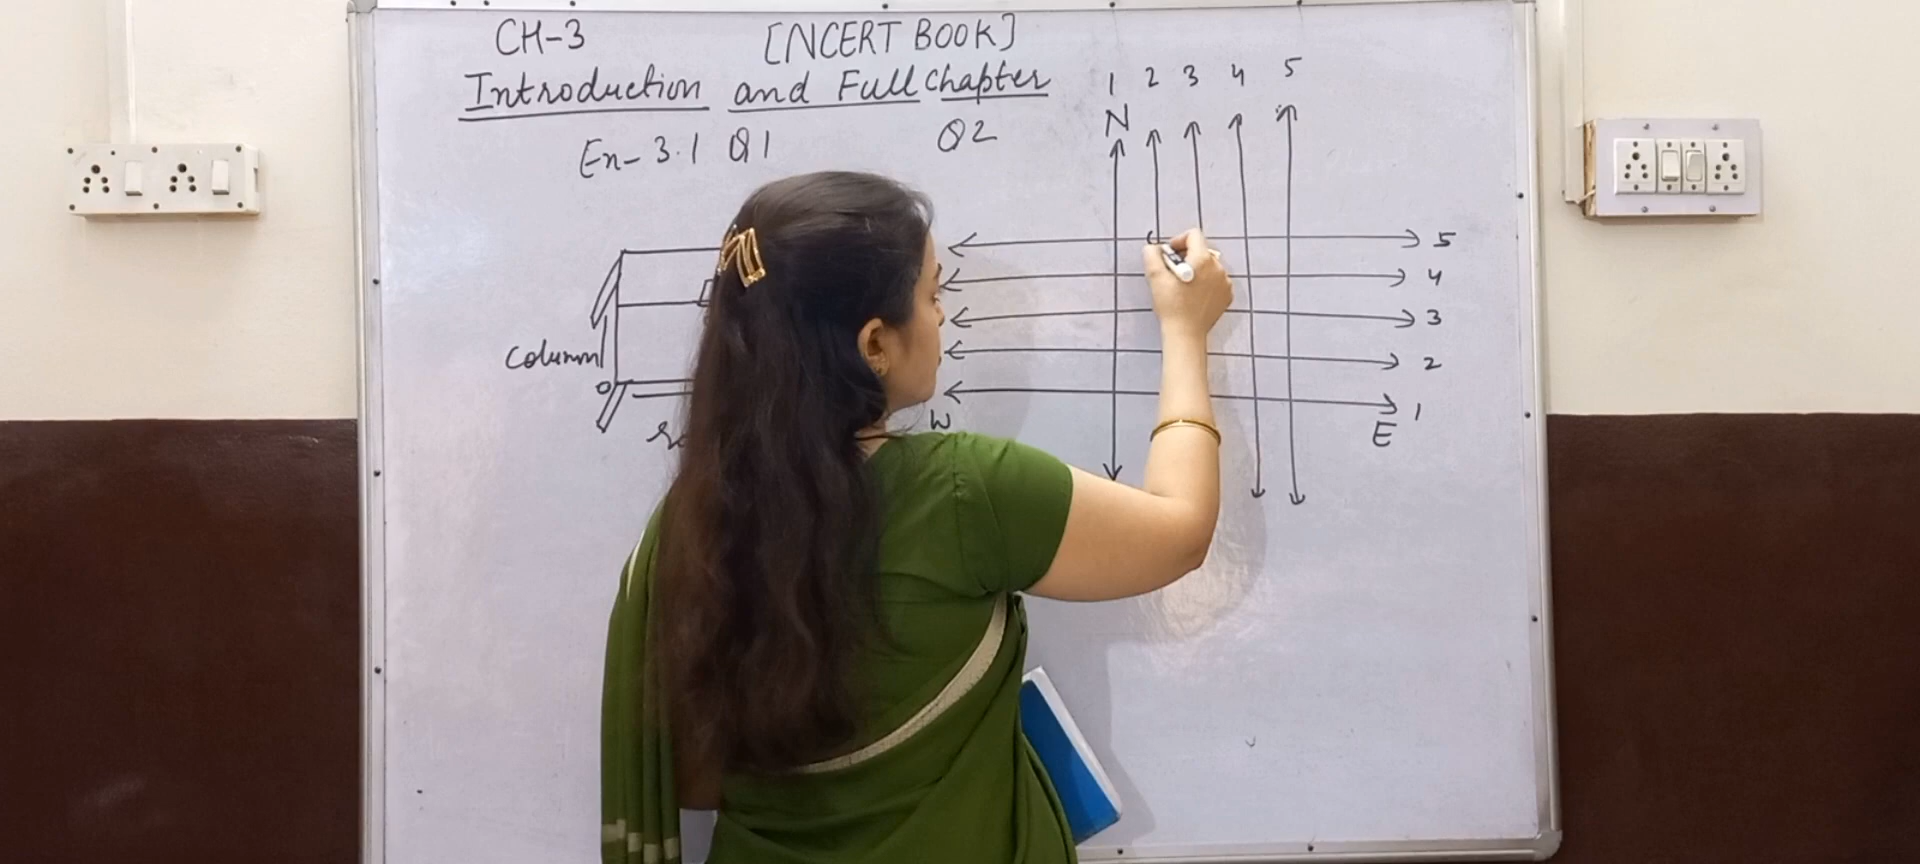 CH-3 [NCERT BOOK]
Introduction and Full Chapter
Ex-3.1 Q1 Q2
1 2 3 4 5
N
5
4
3
2
1
W E
Column
O